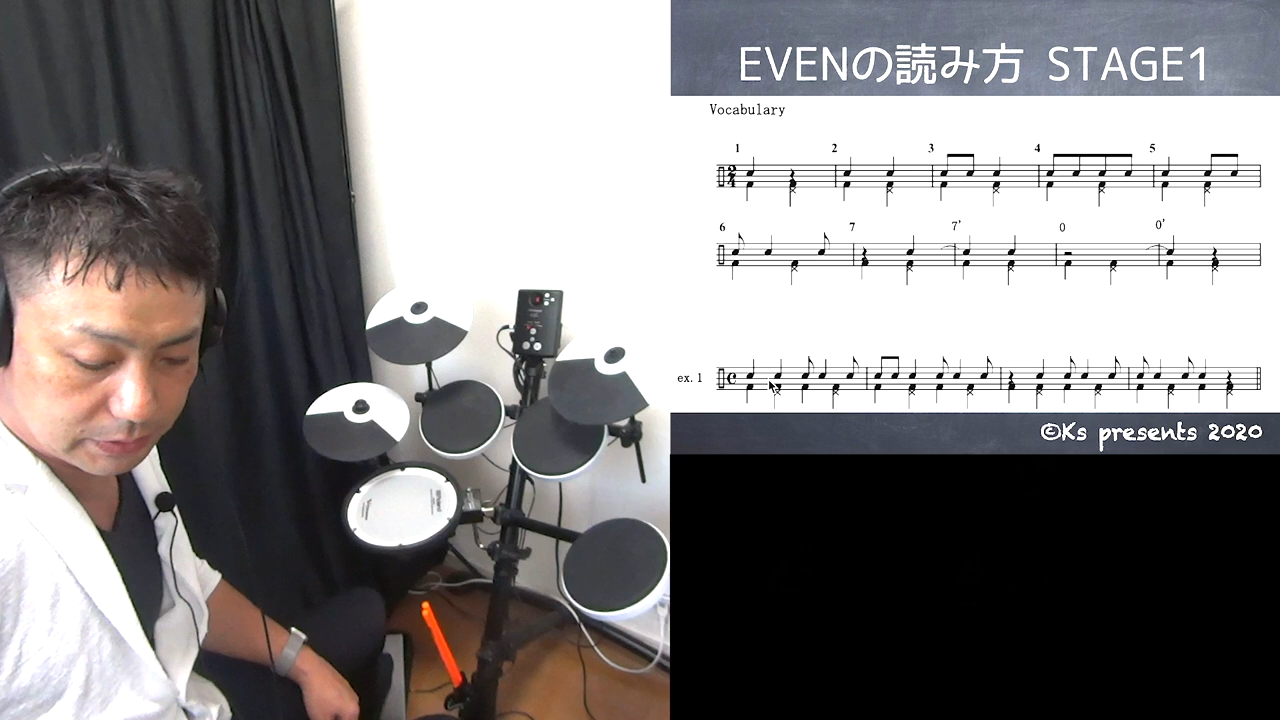 EVENの読み方 STAGE1
Vocabulary
1 2 3 4 5
6 7 7' 0 0'
ex.1
©Ks presents 2020